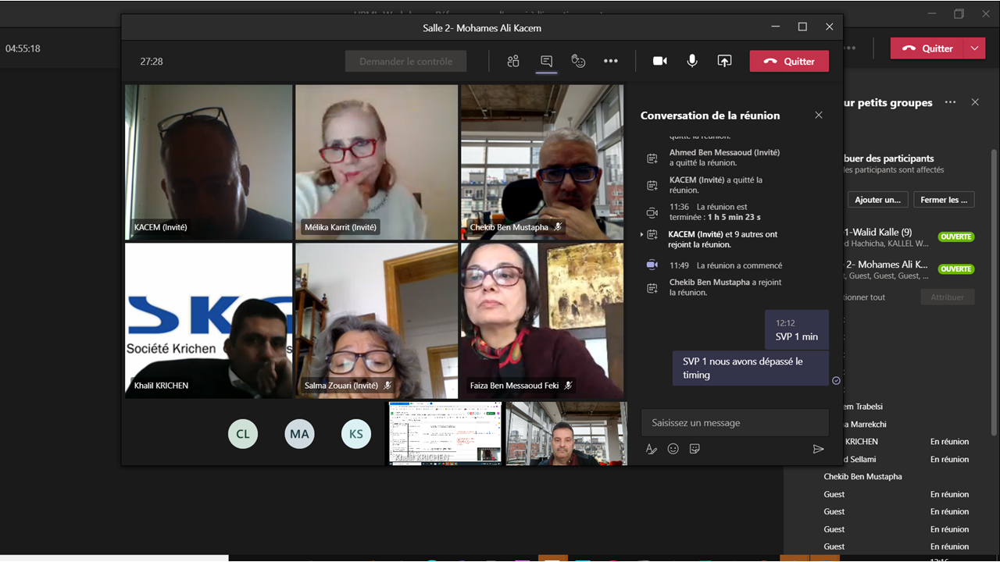 04:55:18
Salle 2- Mohames Ali Kacem
27:28
Demander le contrôle
Quitter
Quitter
KACEM (Invité)
Mélika Karrit (Invité)
Chekib Ben Mustapha
SKG
Société Krichen
Khalil KRICHEN
Salma Zouari (Invité)
Faiza Ben Messaoud Feki
CL
MA
KS
Khalil KRICHEN
Conversation de la réunion
quitté la réunion.
Ahmed Ben Messaoud (Invité)
a quitté la réunion.
KACEM (Invité) a quitté la
réunion.
11:36 La réunion est
terminée : 1 h 5 min 23 s
KACEM (Invité) et 9 autres ont
rejoint la réunion.
11:49 La réunion a commencé
Chekib Ben Mustapha a rejoint
la réunion.
12:12
SVP 1 min
SVP 1 nous avons dépassé le
timing
Saisissez un message
ur petits groupes
buer des participants
les participants sont affectés
Ajouter un...
Fermer les ...
1-Walid Kalle (9)
OUVERTE
d Hachicha, KALLEL W...
2- Mohames Ali K...
OUVERTE
, Guest, Guest, Guest, ...
tionner tout
Attribuer
em Trabelsi
na Marrekchi
KRICHEN
En réunion
d Sellami
En réunion
Chekib Ben Mustapha
Guest
En réunion
Guest
En réunion
Guest
En réunion
Guest
En réunion